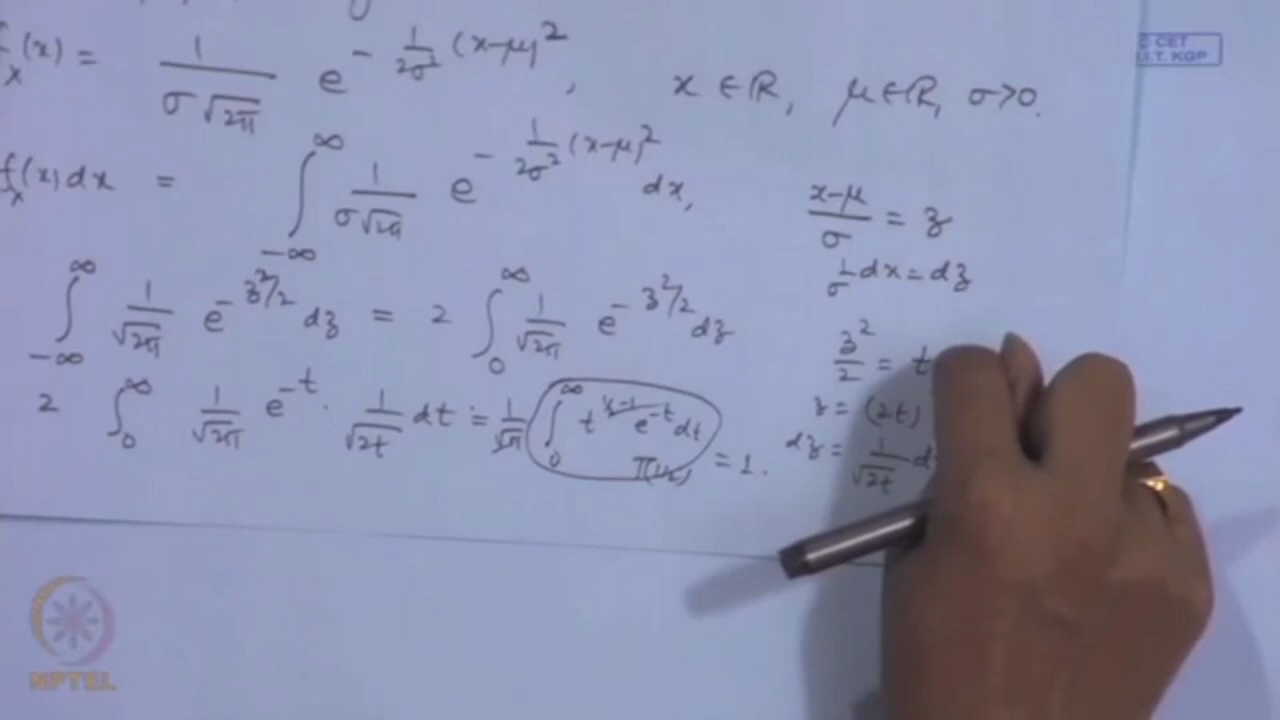 f_X(x) = 1/(σ√2π) e^{- 1/2σ² (x-μ)²}, x ∈ ℝ, μ ∈ ℝ, σ>0.
© CET
I.I.T. KGP
f_X(x) dx = ∫_{-∞}^{∞} 1/(σ√2π) e^{- 1/2σ² (x-μ)²} dx,
(x-μ)/σ = z
1/σ dx = dz
∫_{-∞}^{∞} 1/√2π e^{- z²/2} dz = 2 ∫_0^∞ 1/√2π e^{- z²/2} dz
z²/2 = t
2 ∫_0^∞ 1/√2π e^{-t} · 1/√2t dt = 1/√π ∫_0^∞ t^{1/2-1} e^{-t} dt = 1.
Γ(1/2)
z = (2t)
dz = 1/√2t d
NPTEL